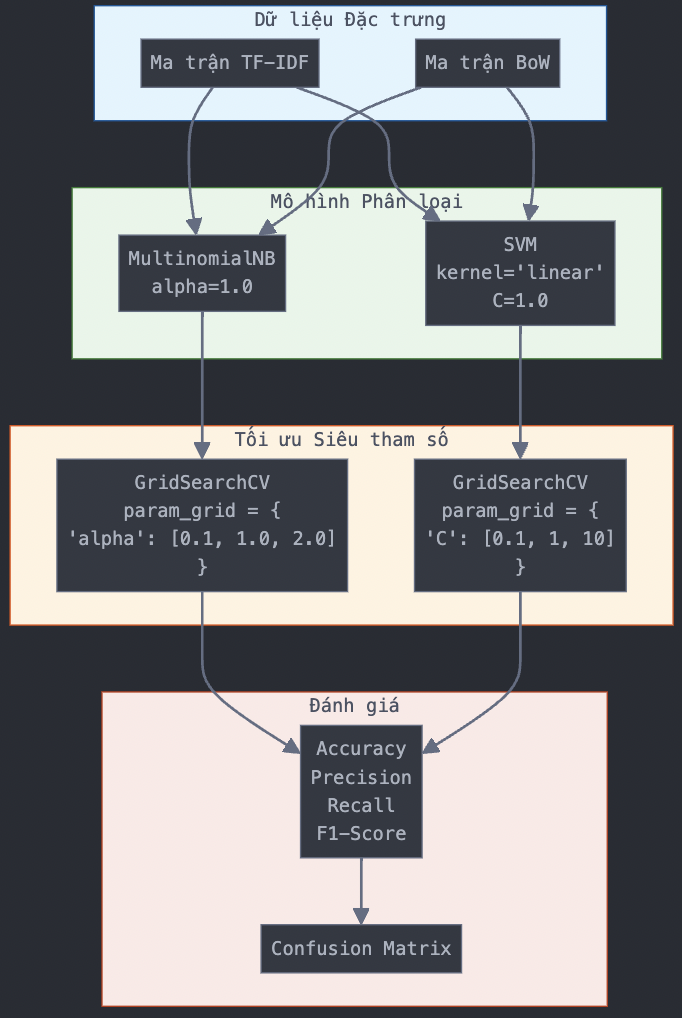 Dữ liệu Đặc trưng
Ma trận TF-IDF
Ma trận BoW
Mô hình Phân loại
MultinomialNB
alpha=1.0
SVM
kernel='linear'
C=1.0
Tối ưu Siêu tham số
GridSearchCV
param_grid = {
'alpha': [0.1, 1.0, 2.0]
}
GridSearchCV
param_grid = {
'C': [0.1, 1, 10]
}
Đánh giá
Accuracy
Precision
Recall
F1-Score
Confusion Matrix